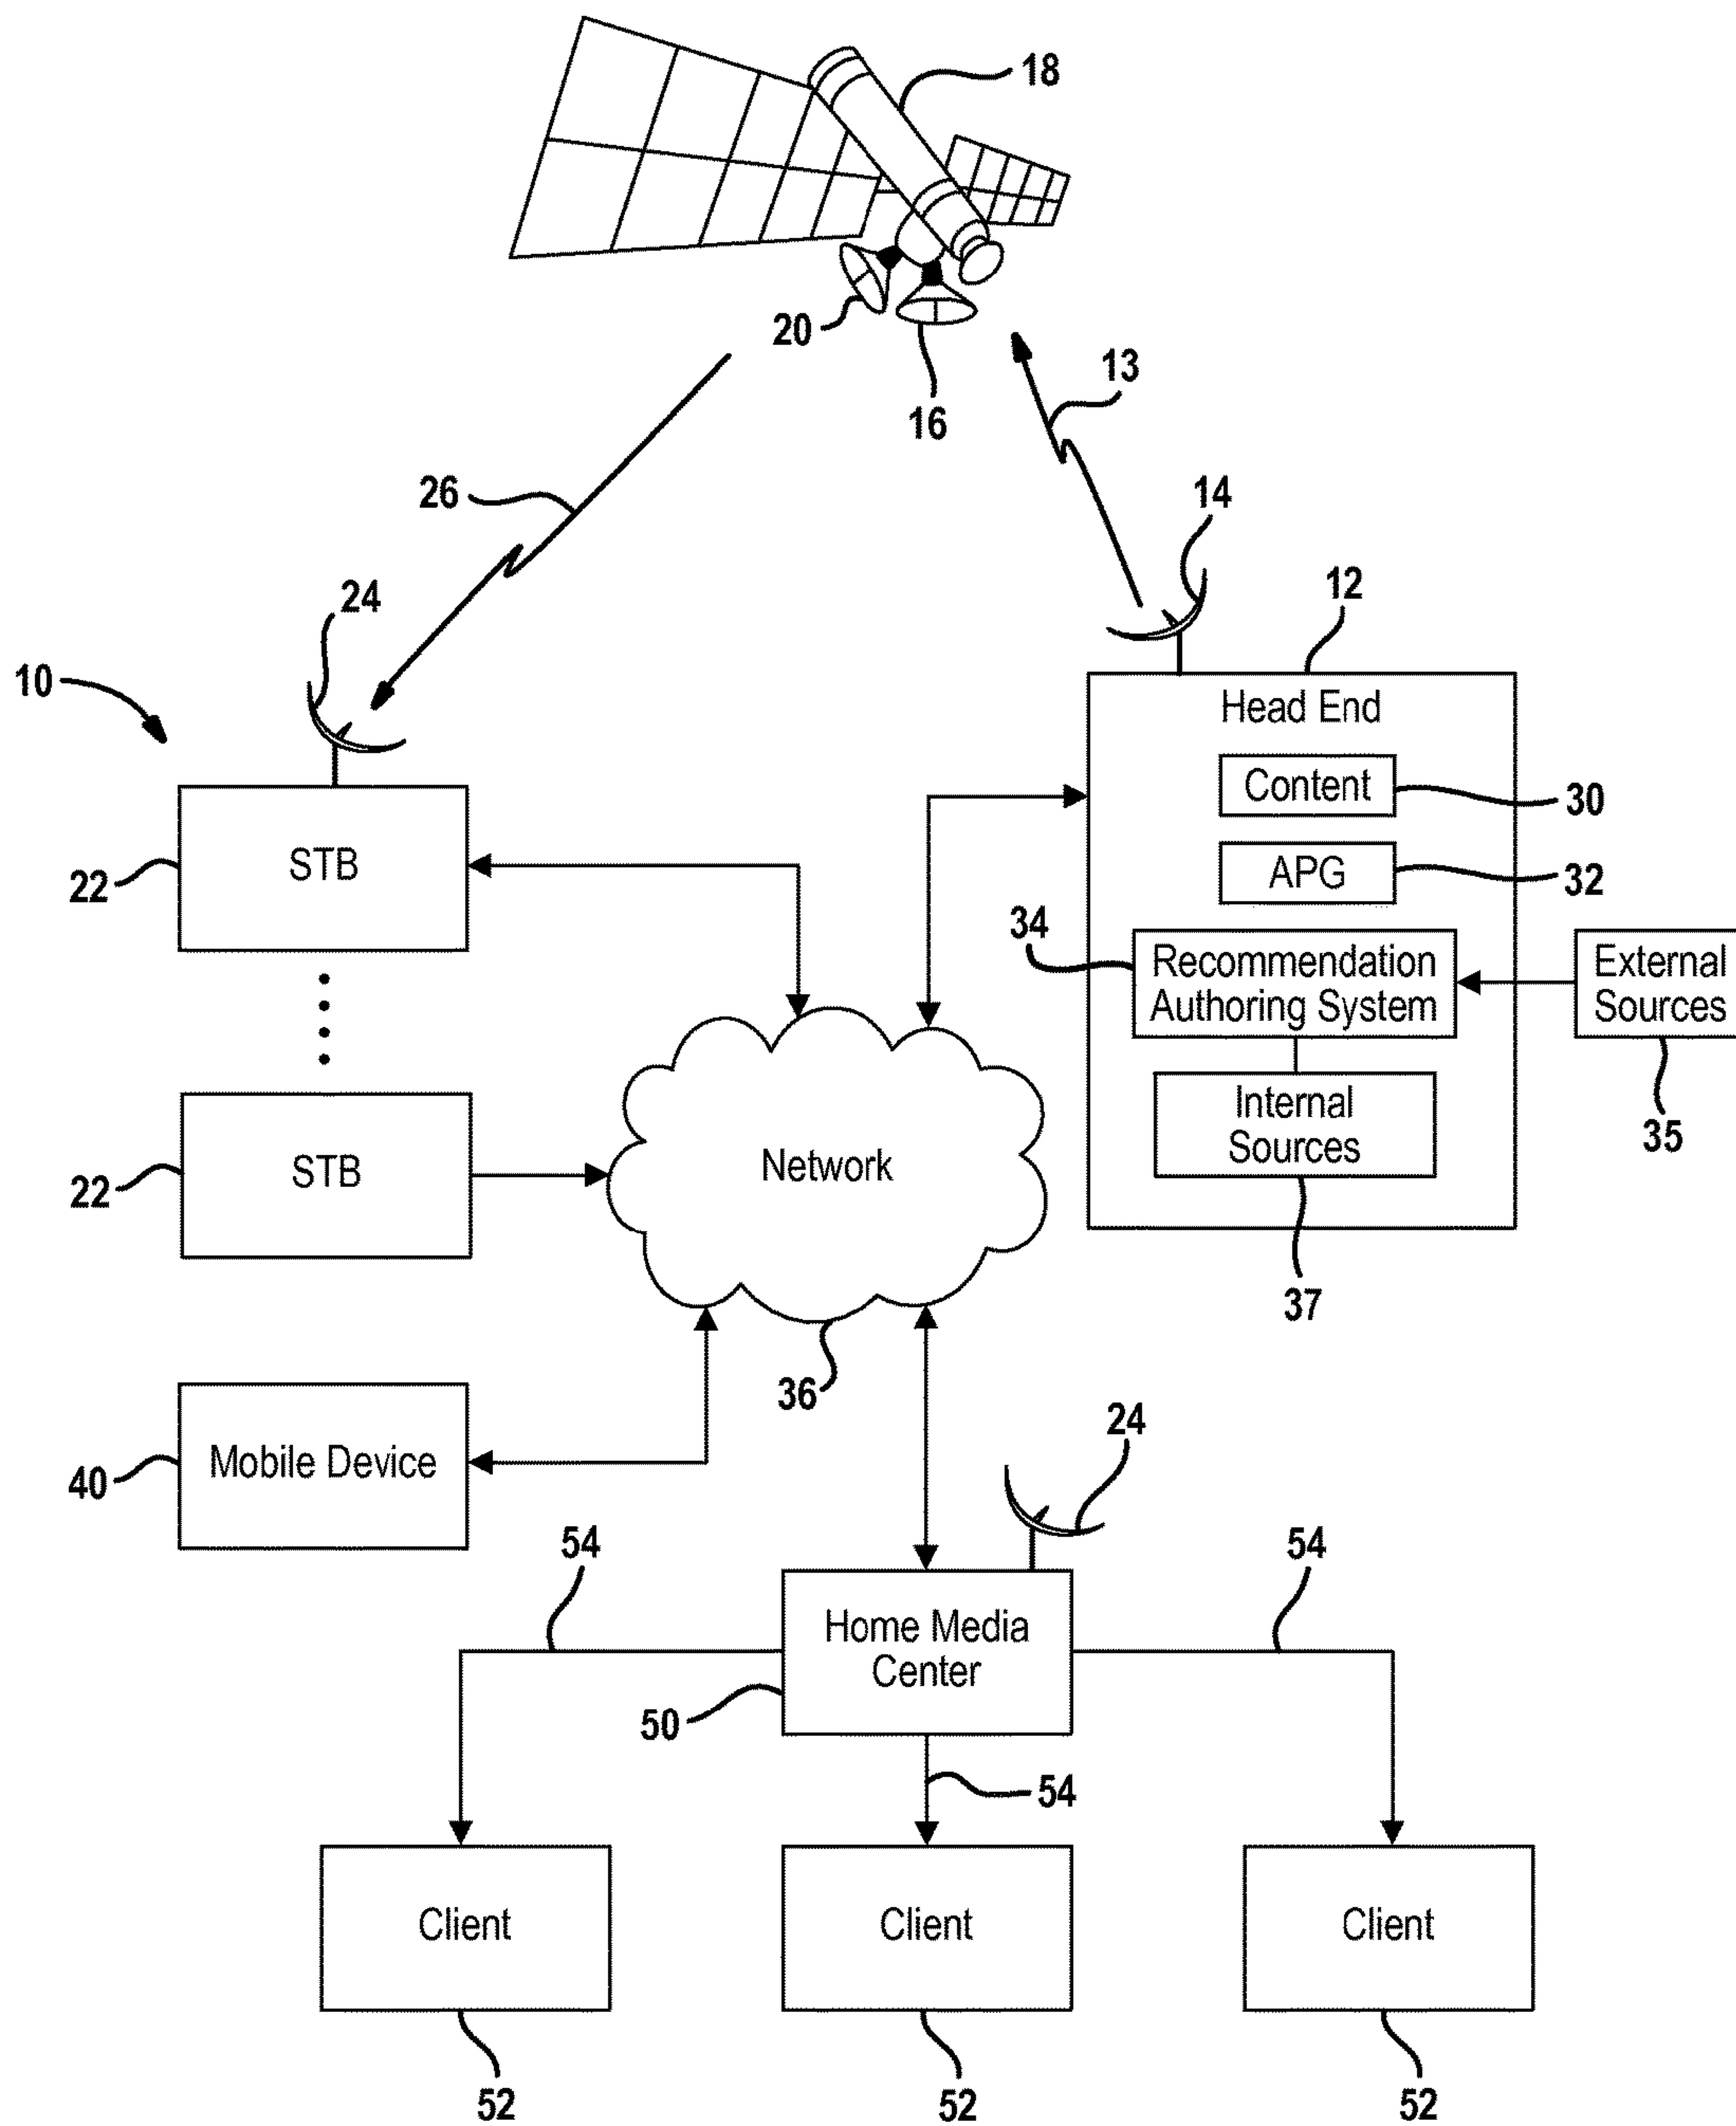 18
20
16
13
26
14
24
12
10
Head End
Content
30
22
STB
APG
32
34
Recommendation
Authoring System
External
Sources
35
Internal
Sources
37
22
STB
Network
36
24
40
Mobile Device
54
54
Home Media
Center
50
54
Client
Client
Client
52
52
52